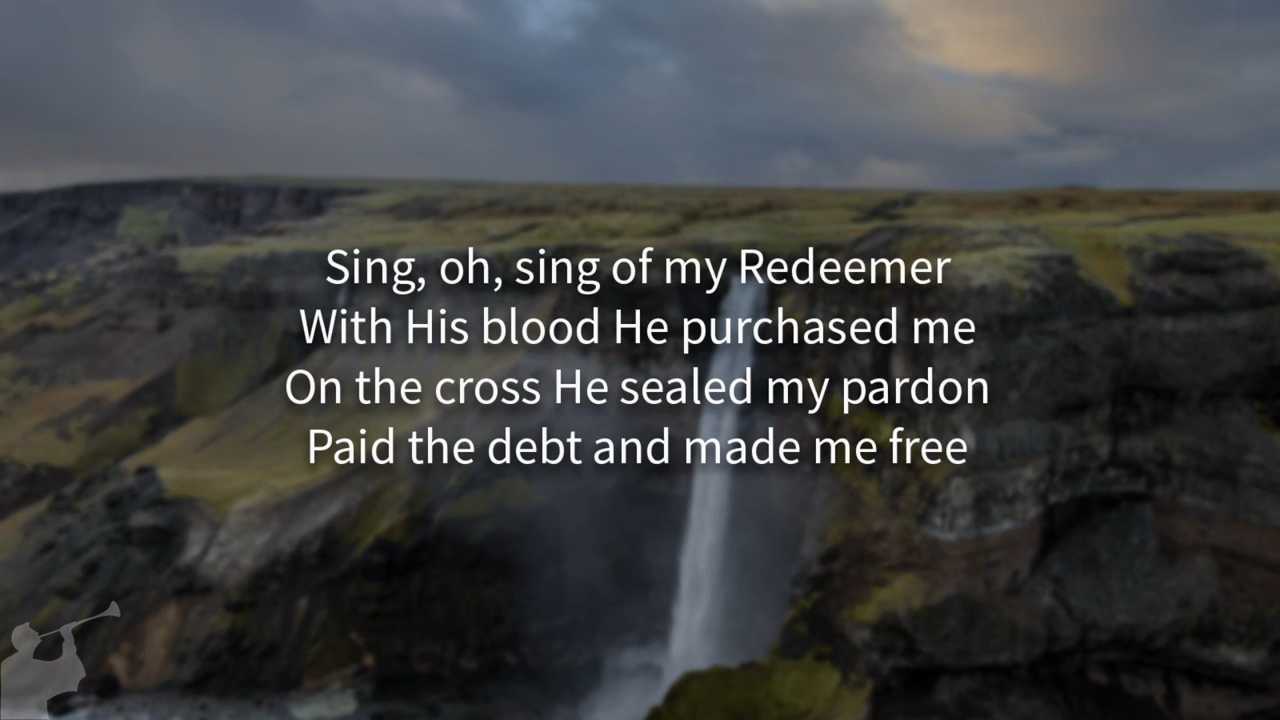 Sing, oh, sing of my Redeemer
With His blood He purchased me
On the cross He sealed my pardon
Paid the debt and made me free